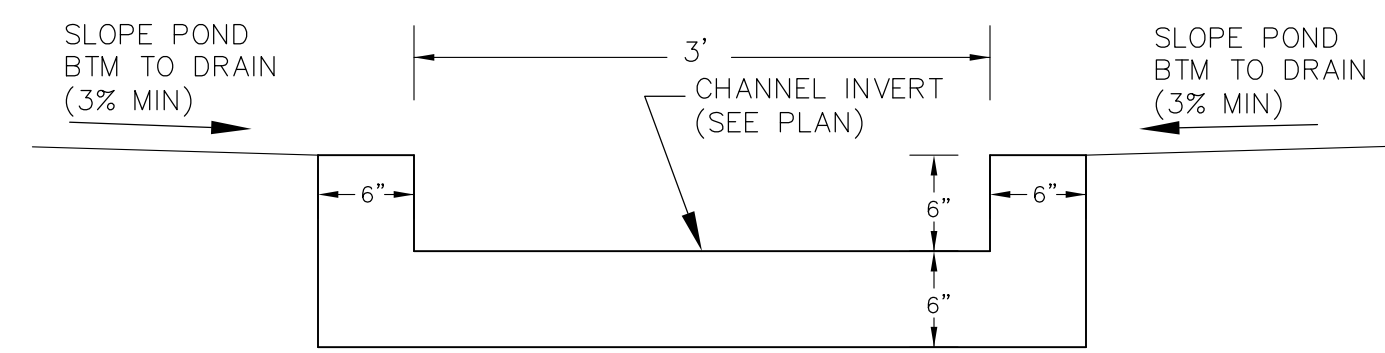 SLOPE POND
BTM TO DRAIN
(3% MIN)
3'
CHANNEL INVERT
(SEE PLAN)
SLOPE POND
BTM TO DRAIN
(3% MIN)
6"
6"
6"
6"